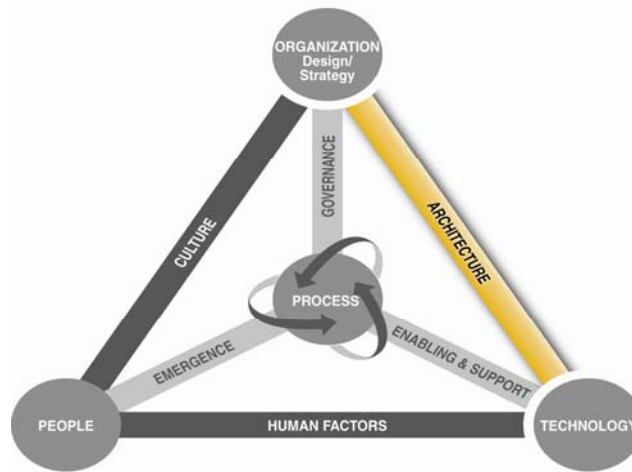 ORGANIZATION
Design/
Strategy
GOVERNANCE
CULTURE
ARCHITECTURE
PROCESS
EMERGENCE
ENABLING & SUPPORT
PEOPLE
HUMAN FACTORS
TECHNOLOGY